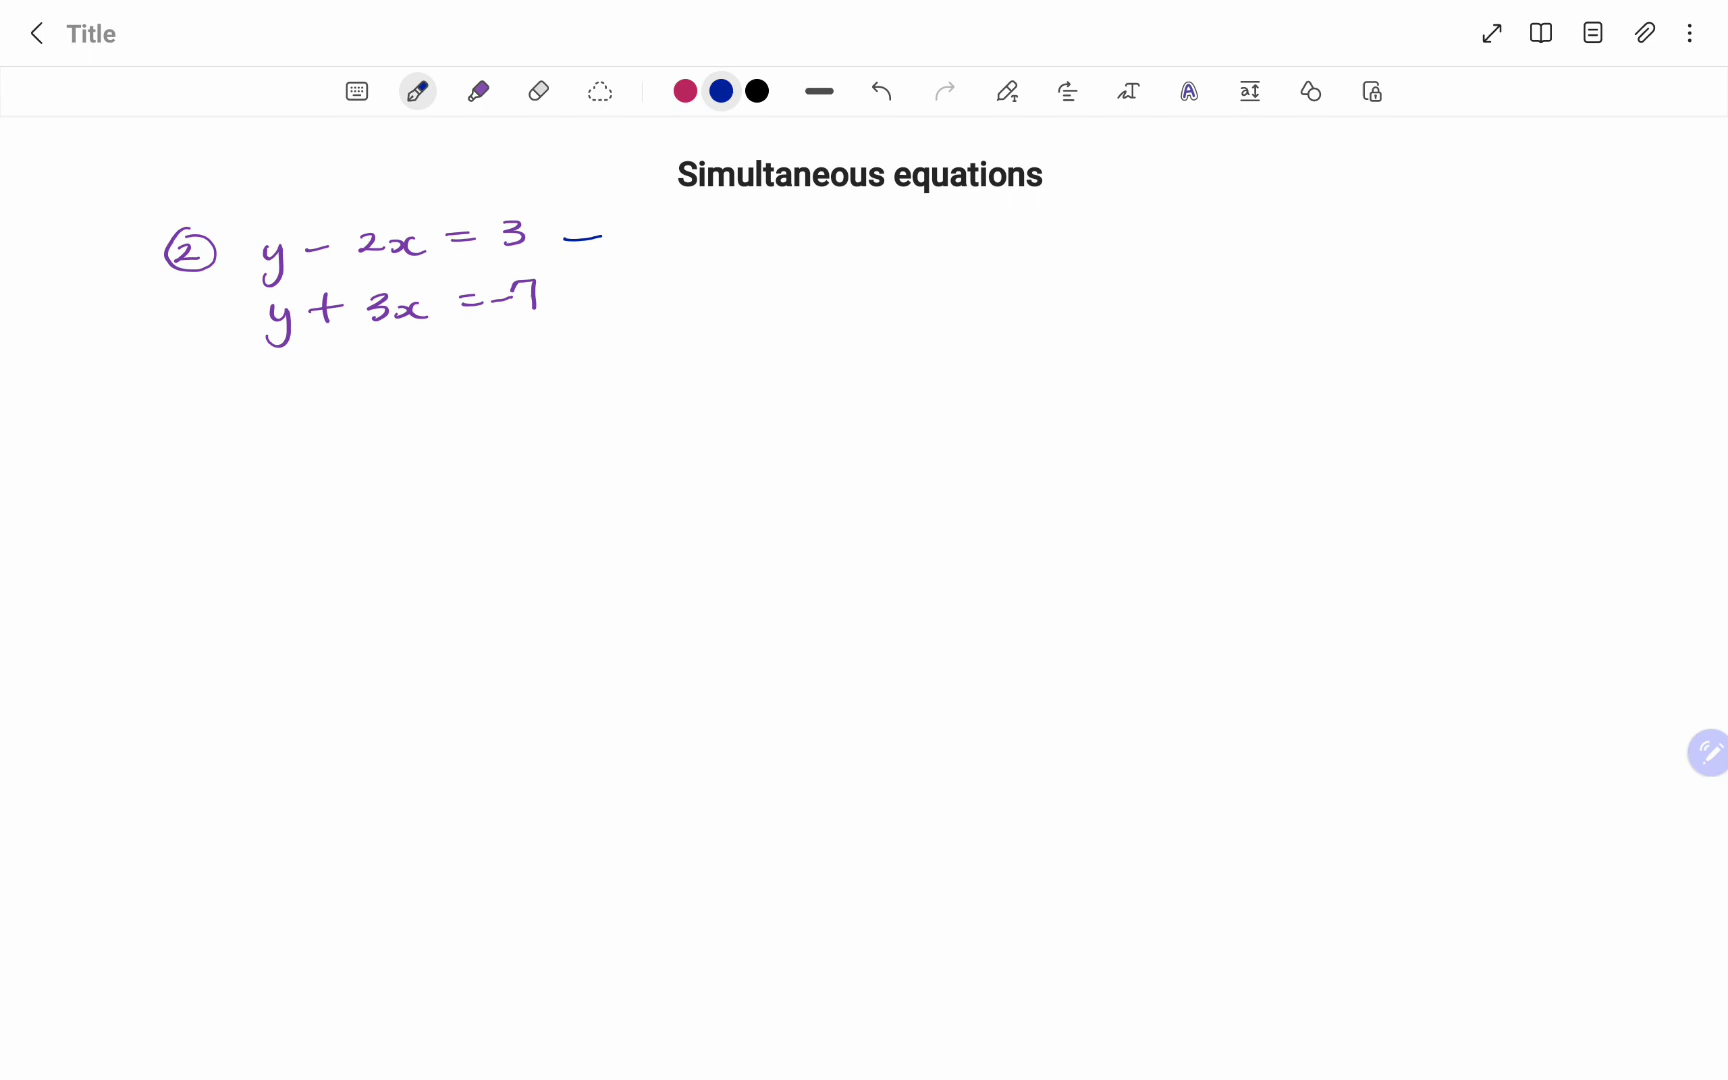 Title
Simultaneous equations
② y - 2x = 3 —
y + 3x = -7